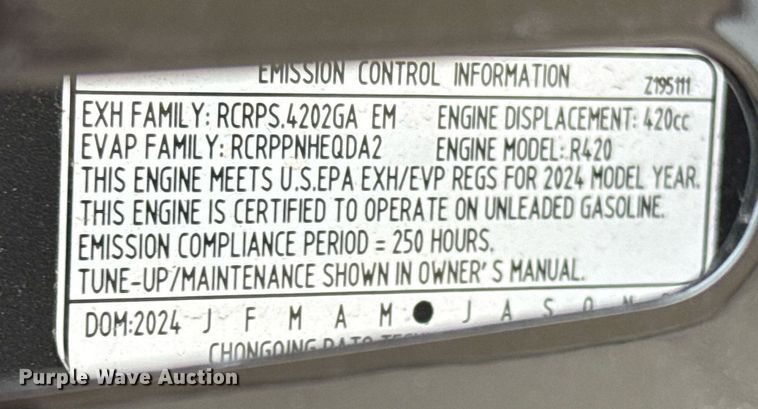 EMISSION CONTROL INFORMATION Z195111
EXH FAMILY: RCRPS.4202GA EM ENGINE DISPLACEMENT: 420cc
EVAP FAMILY: RCRPPNHEQDA2 ENGINE MODEL: R420
THIS ENGINE MEETS U.S.EPA EXH/EVP REGS FOR 2024 MODEL YEAR.
THIS ENGINE IS CERTIFIED TO OPERATE ON UNLEADED GASOLINE.
EMISSION COMPLIANCE PERIOD = 250 HOURS.
TUNE-UP/MAINTENANCE SHOWN IN OWNER'S MANUAL.
DOM:2024 J F M A M ● J A S O N
CHONGQING RATO
Purple Wave Auction